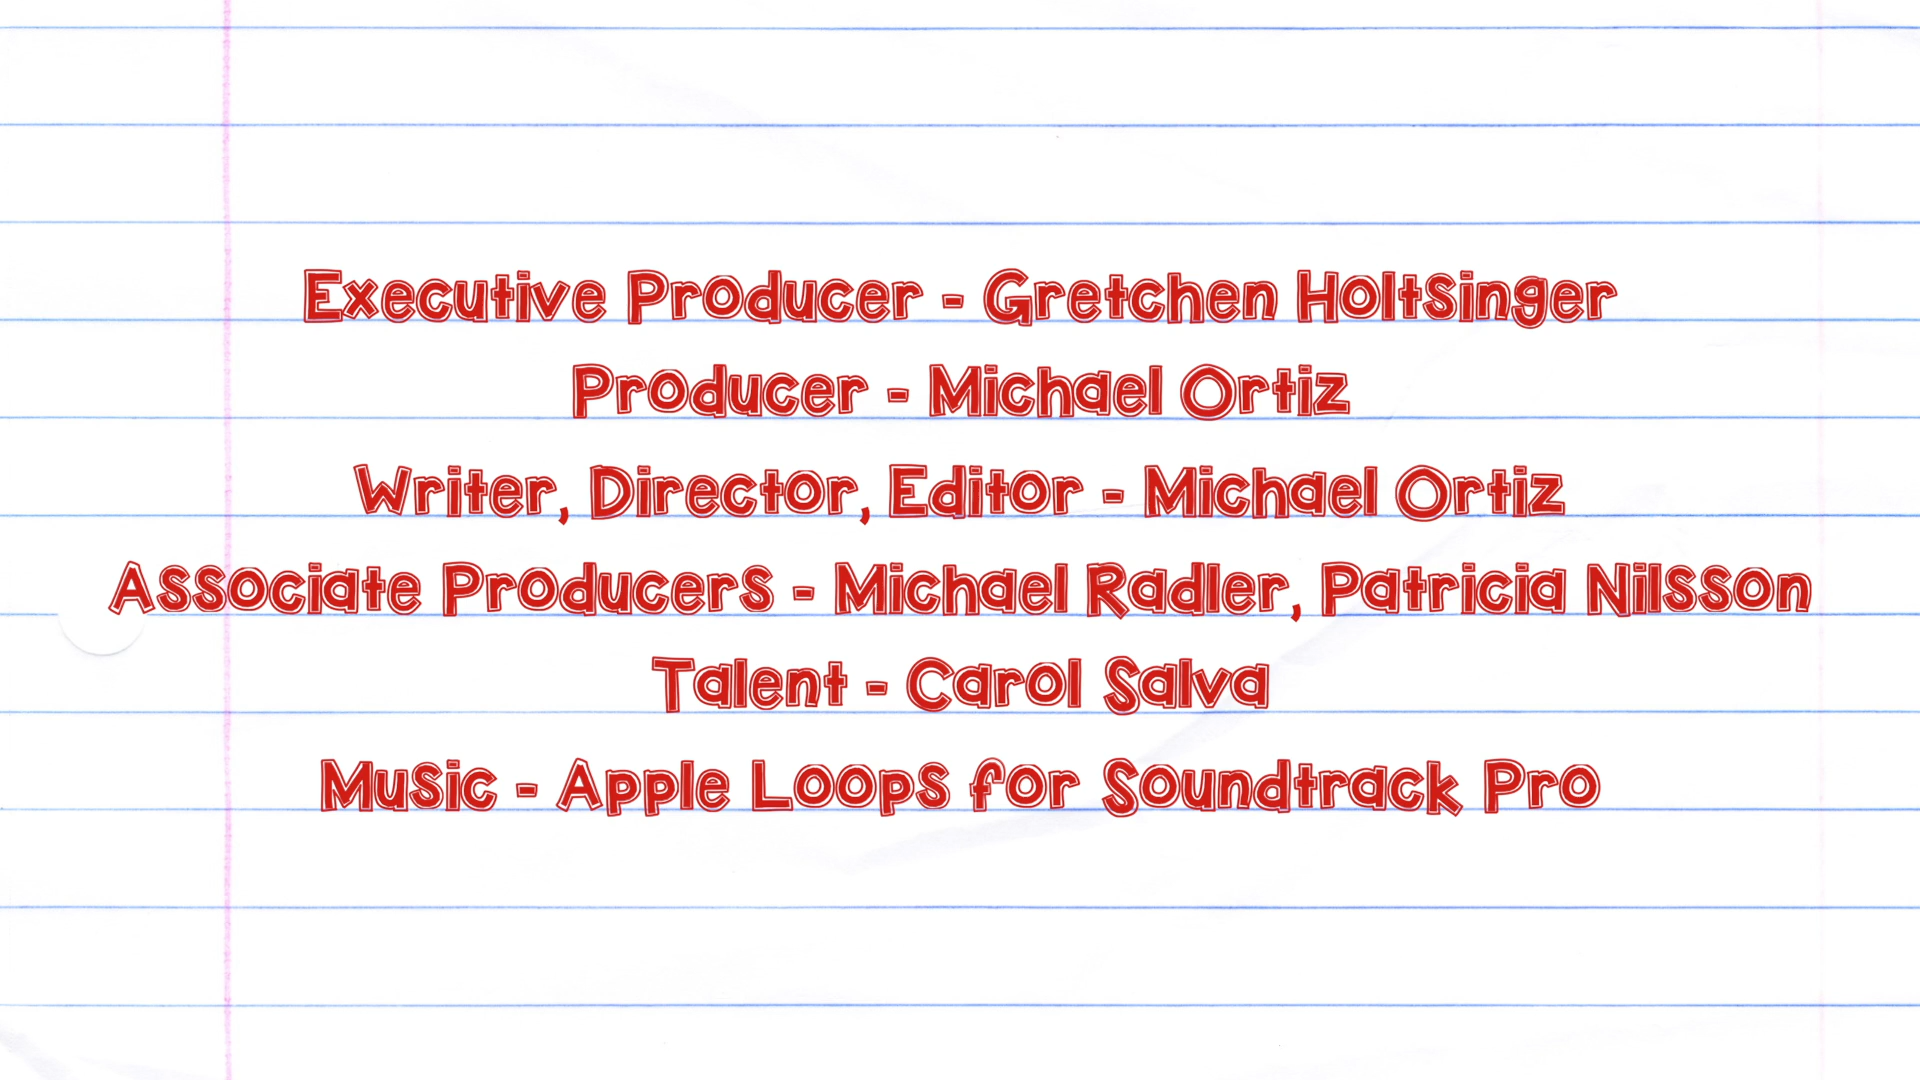 Executive Producer - Gretchen Holtsinger
Producer - Michael Ortiz
Writer, Director, Editor - Michael Ortiz
Associate Producers - Michael Radler, Patricia Nilsson
Talent - Carol Salva
Music - Apple Loops for Soundtrack Pro